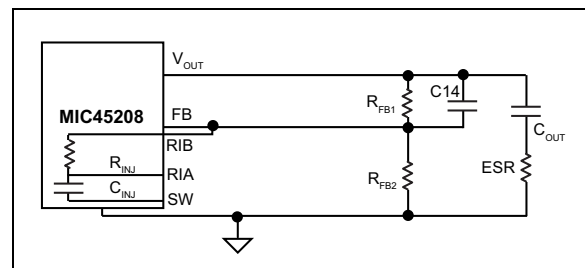 V_OUT
MIC45208
FB
RIB
R_INJ
RIA
C_INJ
SW
R_FB1
C14
R_FB2
C_OUT
ESR